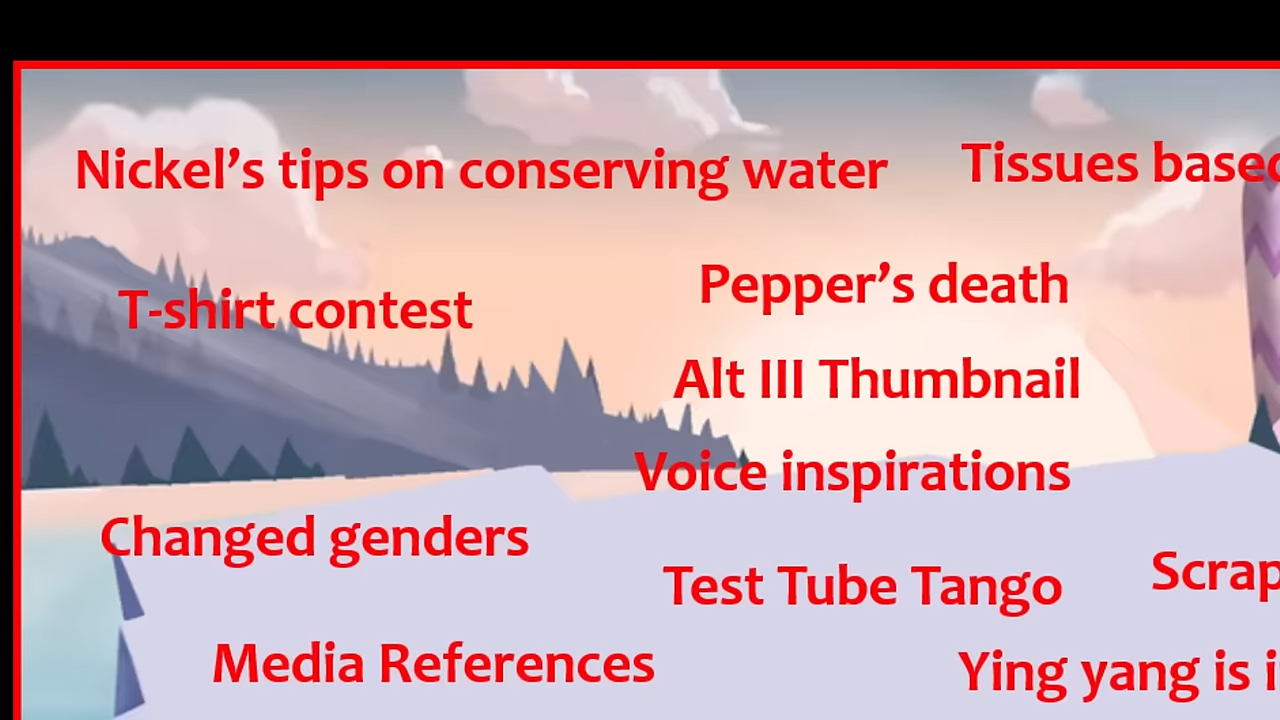 Nickel’s tips on conserving water
Tissues based
Pepper’s death
T-shirt contest
Alt III Thumbnail
Voice inspirations
Changed genders
Test Tube Tango
Scrap
Media References
Ying yang is i